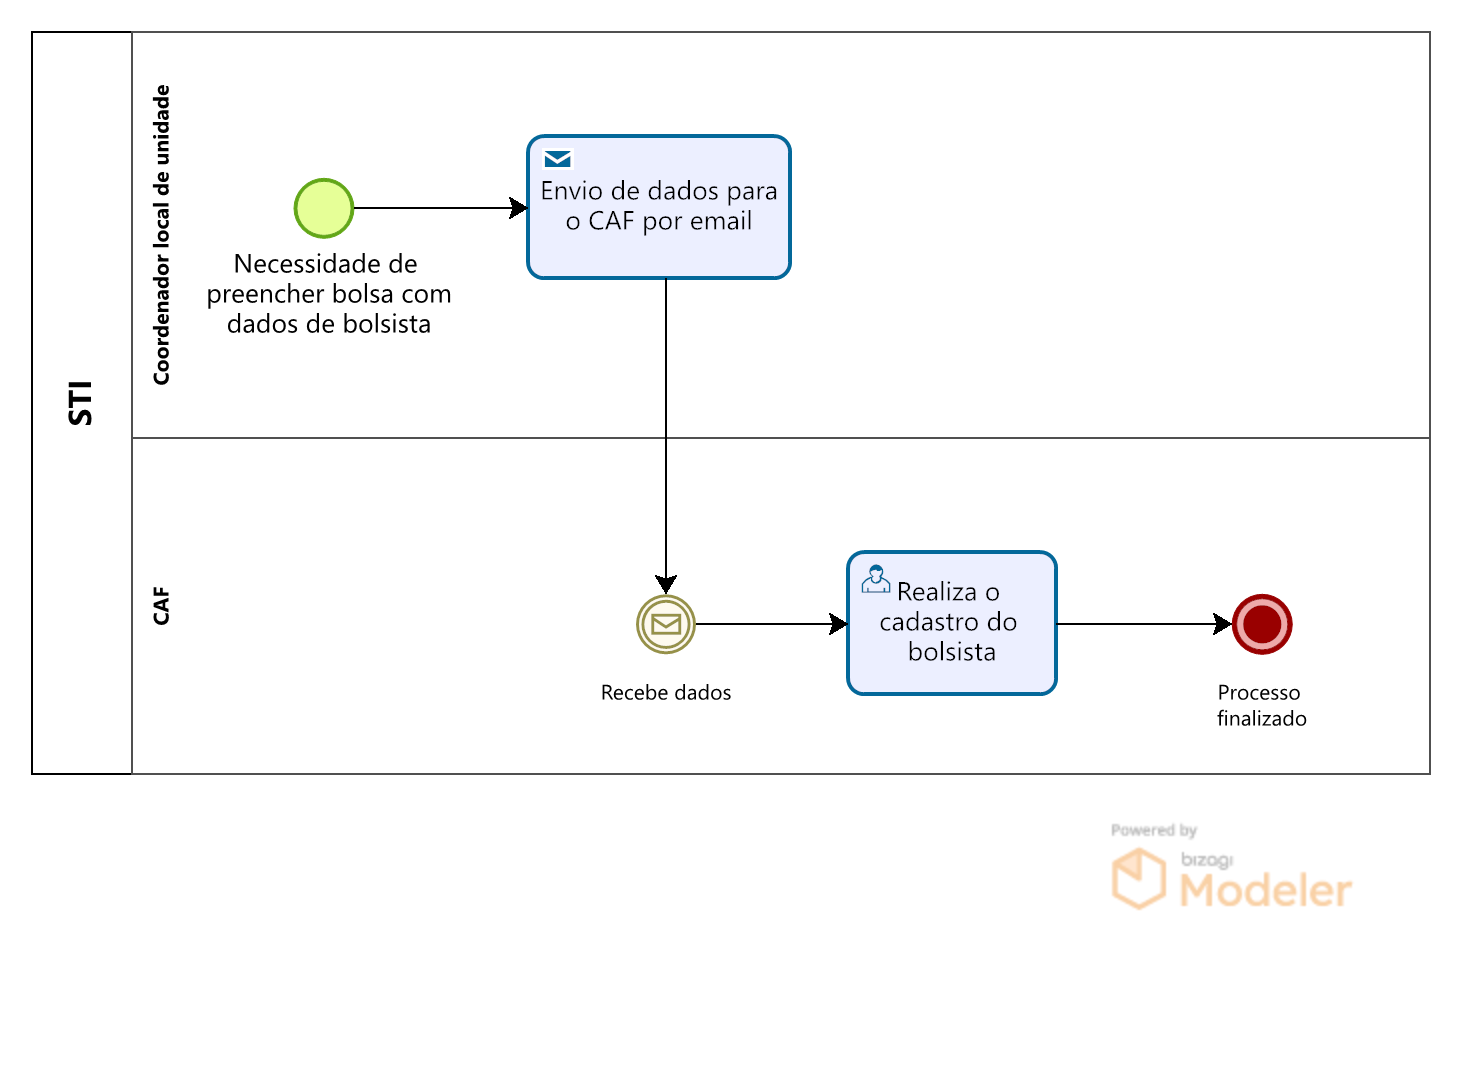 STI
Coordenador local de unidade
Necessidade de
preencher bolsa com
dados de bolsista
Envio de dados para
o CAF por email
CAF
Recebe dados
Realiza o
cadastro do
bolsista
Processo
finalizado
Powered by
bizagi
Modeler